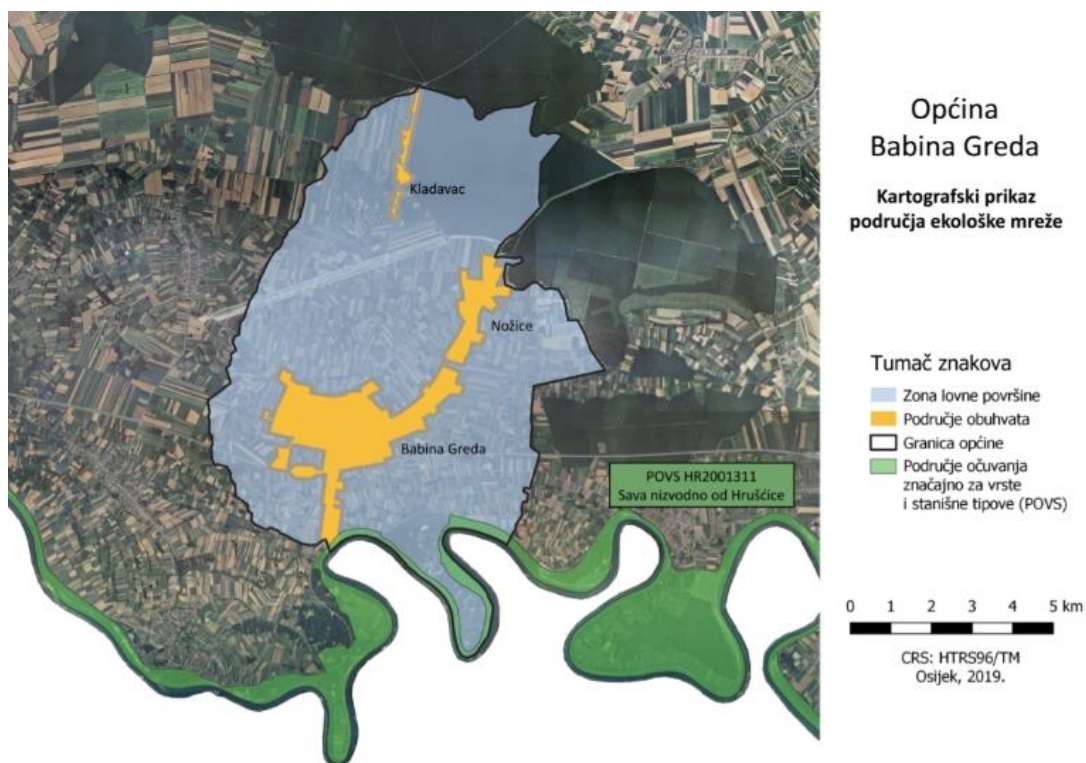 Općina
Babina Greda
Kartografski prikaz
područja ekološke mreže
Kladavac
Nožice
Babina Greda
POVS HR2001311
Sava nizvodno od Hrušćice
Tumač znakova
Zona lovne površine
Područje obuhvata
Granica općine
Područje očuvanja
značajno za vrste
i stanišne tipove (POVS)
0 1 2 3 4 5 km
CRS: HTRS96/TM
Osijek, 2019.